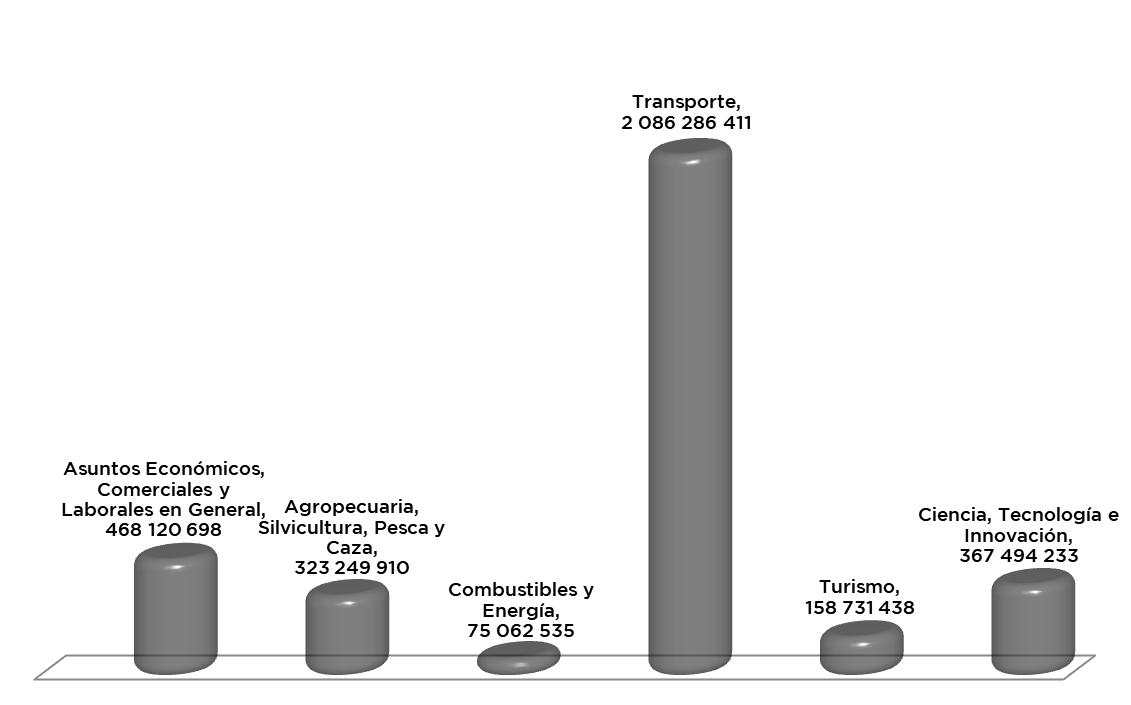 Asuntos Económicos,
Comerciales y
Laborales en General,
468 120 698
Agropecuaria,
Silvicultura, Pesca y
Caza,
323 249 910
Combustibles y
Energía,
75 062 535
Transporte,
2 086 286 411
Turismo,
158 731 438
Ciencia, Tecnología e
Innovación,
367 494 233